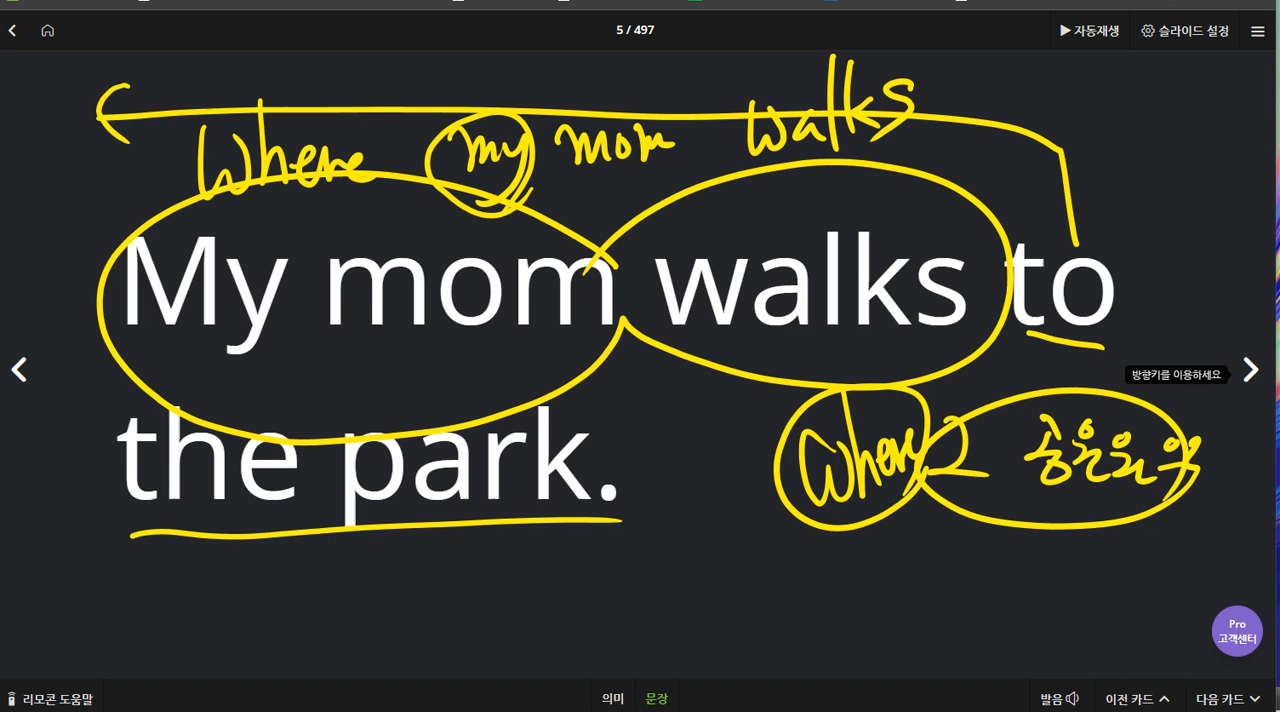 5 / 497
자동재생
슬라이드 설정
Where my mom walks
My mom walks to
방향키를 이용하세요
the park.
Where
Pro
고객센터
리모콘 도움말
의미
문장
발음
이전 카드
다음 카드